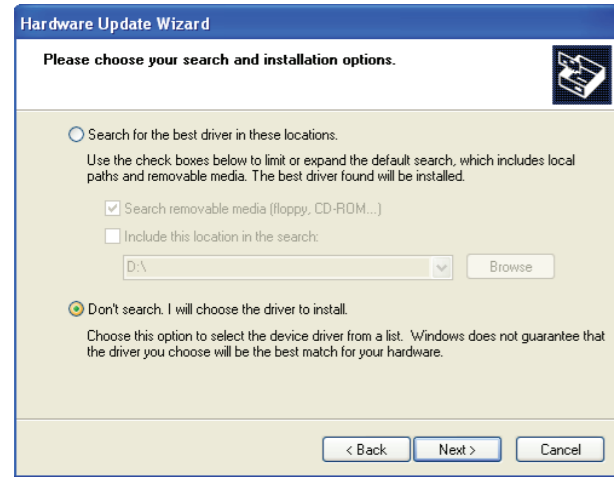 Hardware Update Wizard
Please choose your search and installation options.
Search for the best driver in these locations.
Use the check boxes below to limit or expand the default search, which includes local
paths and removable media. The best driver found will be installed.
Search removable media (floppy, CD-ROM...)
Include this location in the search:
D:\
Browse
Don't search. I will choose the driver to install.
Choose this option to select the device driver from a list. Windows does not guarantee that
the driver you choose will be the best match for your hardware.
< Back
Next >
Cancel